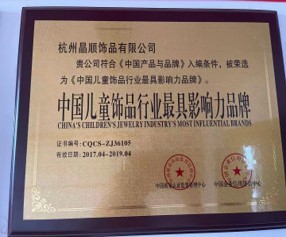 杭州晶顺饰品有限公司
贵公司符合《中国产品与品牌》入编条件，被荣选
为《中国儿童饰品行业最具影响力品牌》。
中国儿童饰品行业最具影响力品牌
CHINA'S CHILDREN'S JEWELRY INDUSTRY'S MOST INFLUENTIAL BRANDS
证书编号: CQCS-ZJ36105
有效日期: 2017.04-2019.04